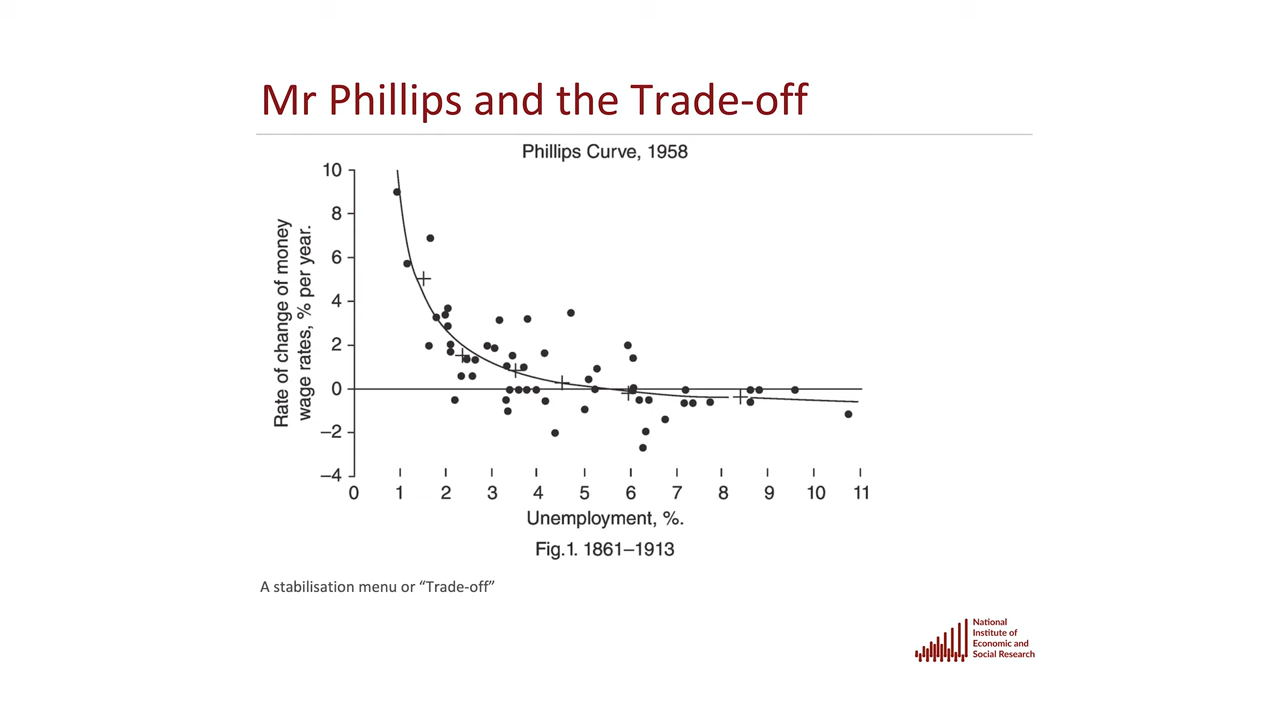 Mr Phillips and the Trade-off
Phillips Curve, 1958
Rate of change of money
wage rates, % per year.
10
8
6
4
2
0
−2
−4
0 1 2 3 4 5 6 7 8 9 10 11
Unemployment, %.
Fig.1. 1861–1913
A stabilisation menu or “Trade-off”
National
Institute of
Economic and
Social Research